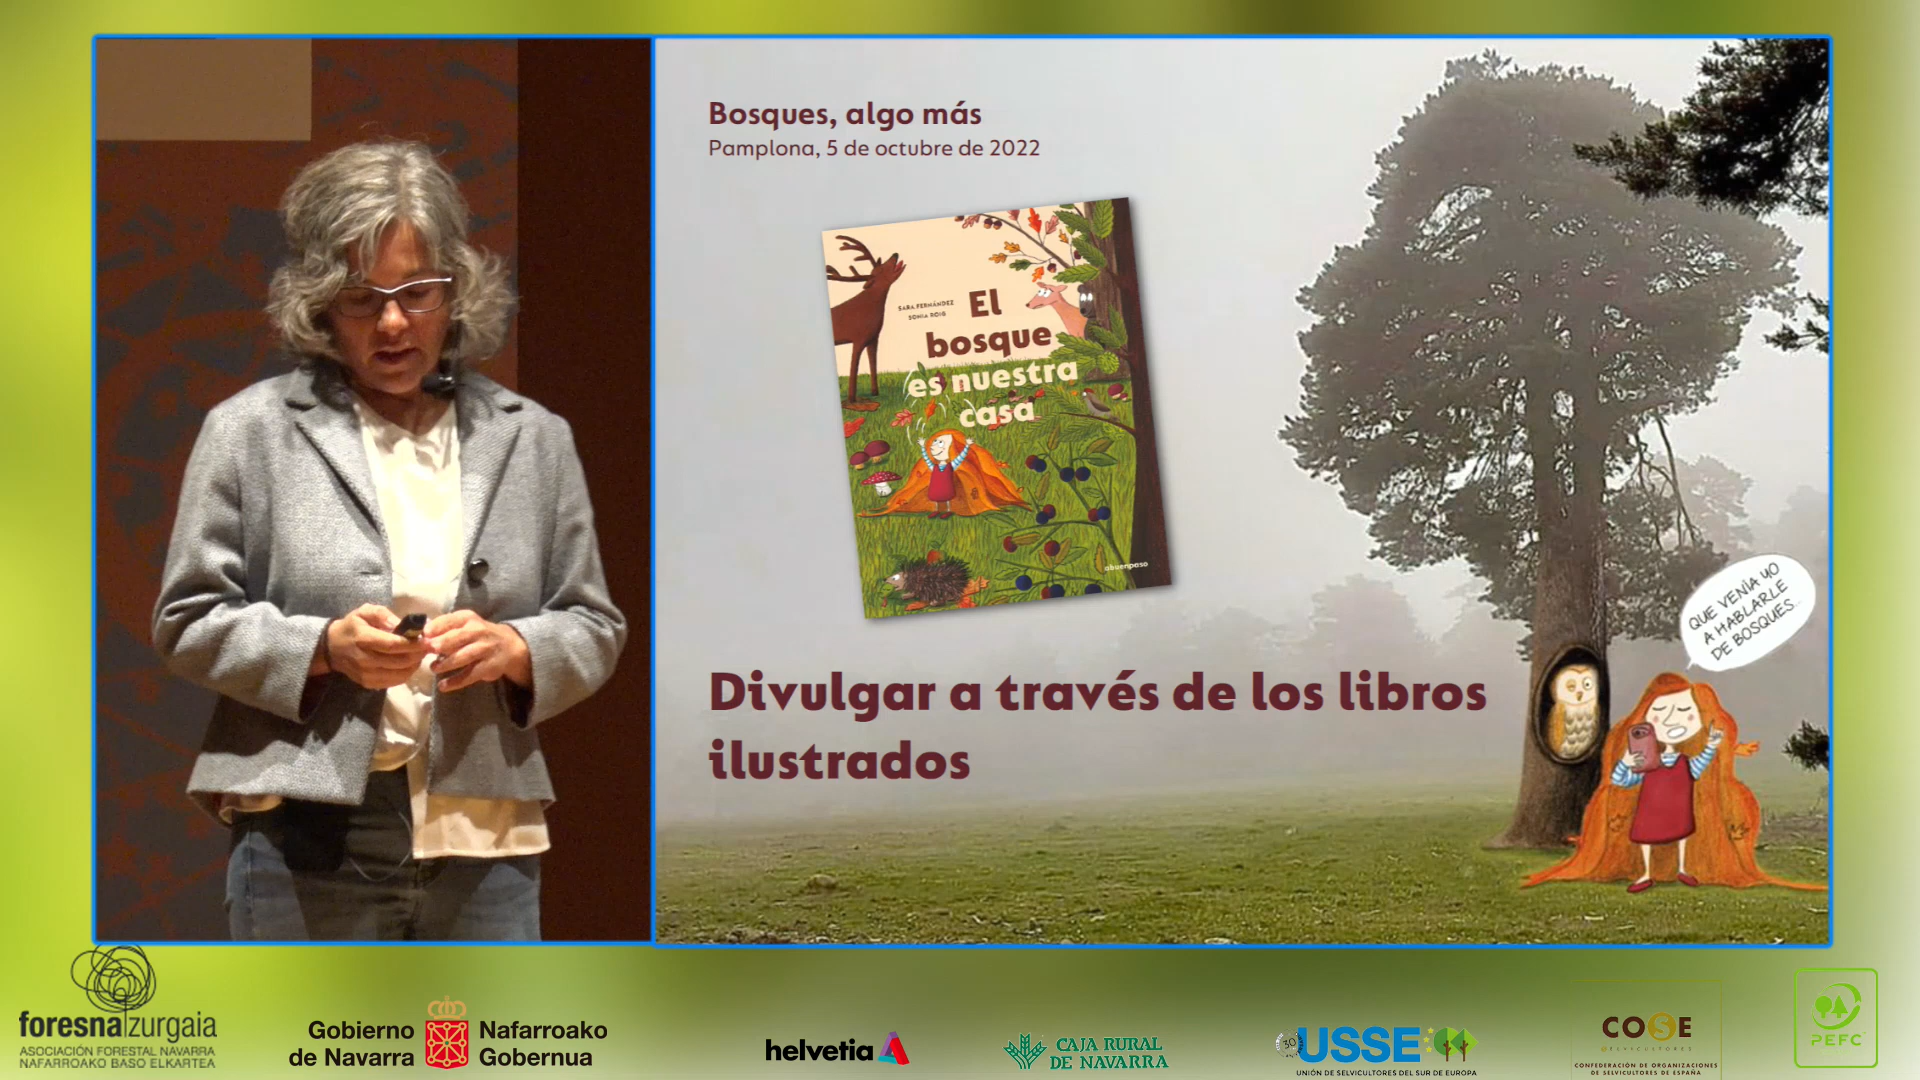 Bosques, algo más
Pamplona, 5 de octubre de 2022
SARA FERNÁNDEZ
SONIA ROIG
El
bosque
es nuestra
casa
abuenpaso
Divulgar a través de los libros
ilustrados
QUE VENÍA YO
A HABLARLE
DE BOSQUES...
foresna zurgaia
ASOCIACIÓN FORESTAL NAVARRA
NAFARROAKO BASO ELKARTEA
Gobierno
de Navarra
Nafarroako
Gobernua
helvetia
CAJA RURAL
DE NAVARRA
30
USSE
UNIÓN DE SELVICULTORES DEL SUR DE EUROPA
COSE
SELVICULTORES
CONFEDERACIÓN DE ORGANIZACIONES
DE SELVICULTORES DE ESPAÑA
PEFC